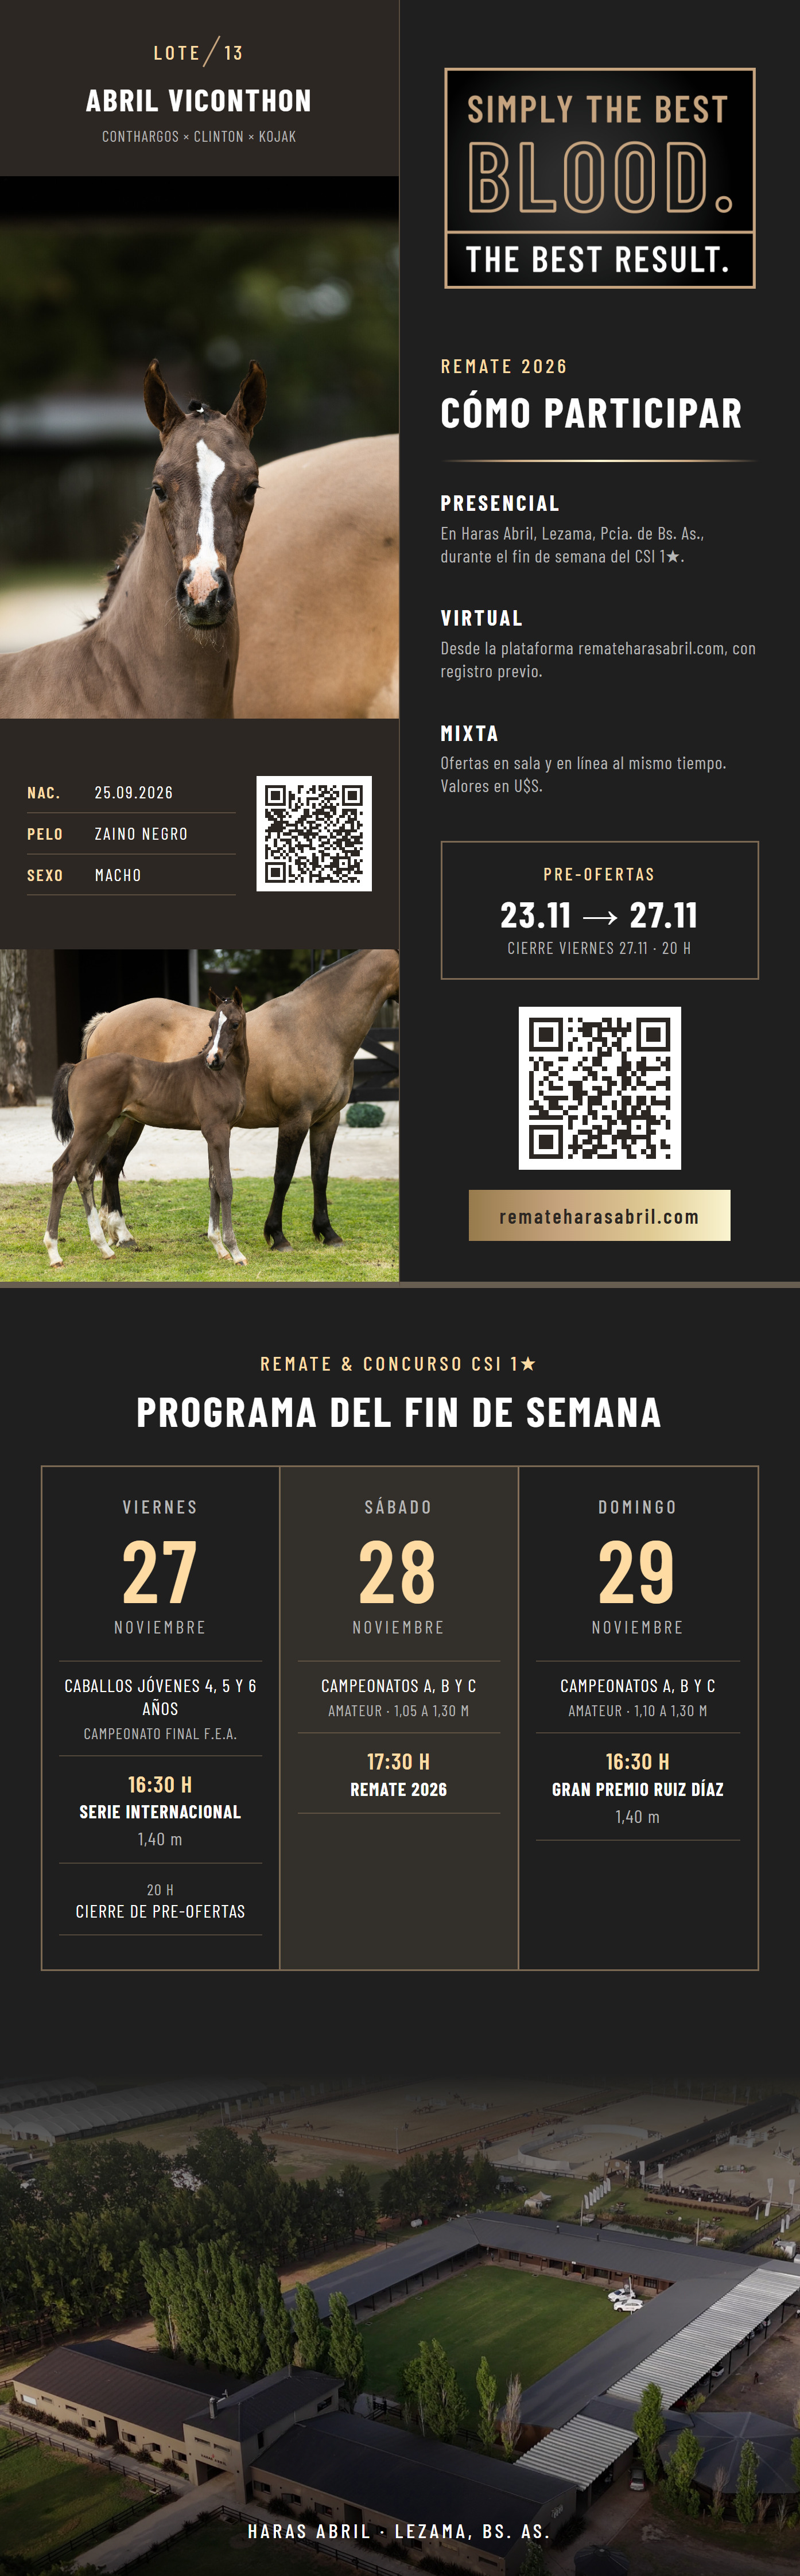 LOTE / 13
ABRIL VICONTHON
CONTHARGOS × CLINTON × KOJAK
NAC. 25.09.2026
PELO ZAINO NEGRO
SEXO MACHO
SIMPLY THE BEST
BLOOD.
THE BEST RESULT.
REMATE 2026
CÓMO PARTICIPAR
PRESENCIAL
En Haras Abril, Lezama, Pcia. de Bs. As.,
durante el fin de semana del CSI 1★.
VIRTUAL
Desde la plataforma remateharasabril.com, con
registro previo.
MIXTA
Ofertas en sala y en línea al mismo tiempo.
Valores en U$S.
PRE-OFERTAS
23.11 → 27.11
CIERRE VIERNES 27.11 · 20 H
remateharasabril.com
REMATE & CONCURSO CSI 1★
PROGRAMA DEL FIN DE SEMANA
VIERNES
27
NOVIEMBRE
CABALLOS JÓVENES 4, 5 Y 6
AÑOS
CAMPEONATO FINAL F.E.A.
16:30 H
SERIE INTERNACIONAL
1,40 m
20 H
CIERRE DE PRE-OFERTAS
SÁBADO
28
NOVIEMBRE
CAMPEONATOS A, B Y C
AMATEUR · 1,05 A 1,30 M
17:30 H
REMATE 2026
DOMINGO
29
NOVIEMBRE
CAMPEONATOS A, B Y C
AMATEUR · 1,10 A 1,30 M
16:30 H
GRAN PREMIO RUIZ DÍAZ
1,40 m
HARAS ABRIL · LEZAMA, BS. AS.